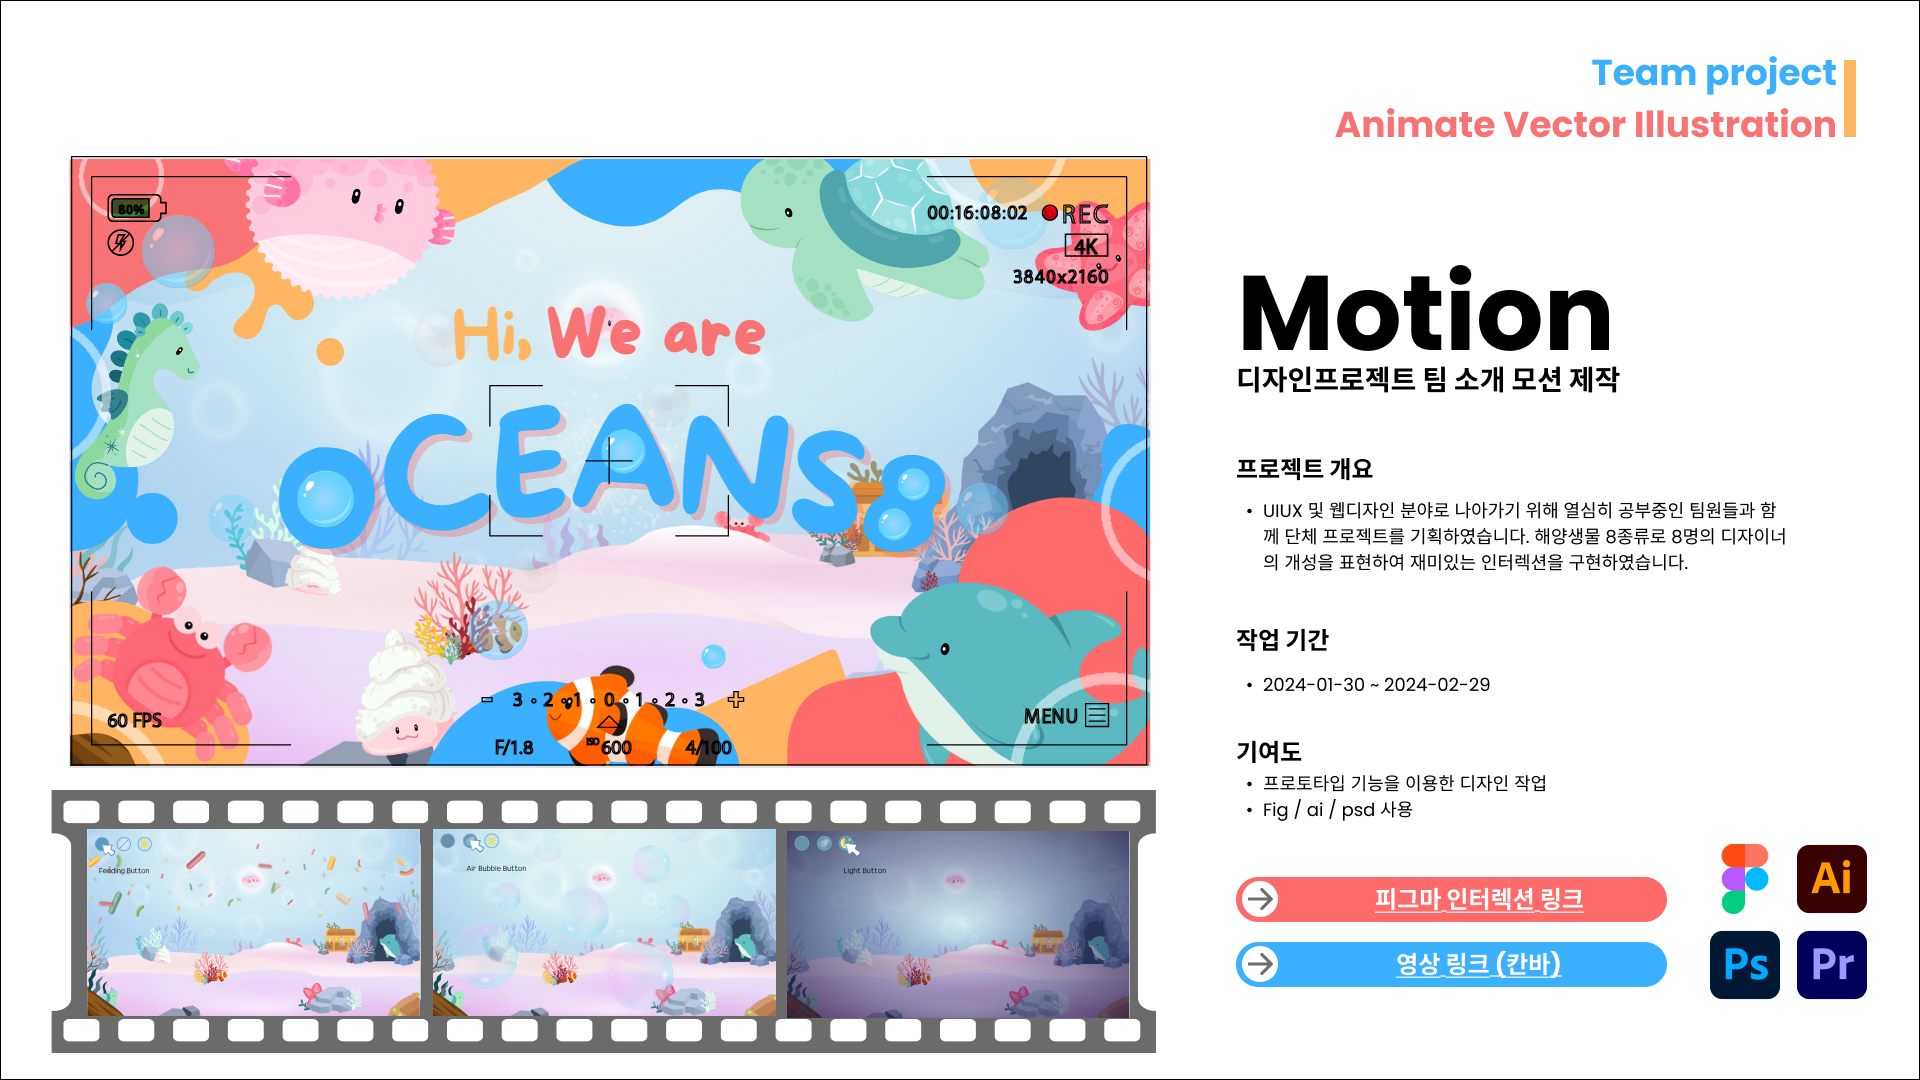 Team project
Animate Vector Illustration
80%
00:16:08:02 REC
4K
3840x2160
Hi, We are
OCEANS8
3 2 1 0 1 2 3
60 FPS
F/1.8 ISO 600 4/100
MENU
Motion
디자인프로젝트 팀 소개 모션 제작
프로젝트 개요
• UIUX 및 웹디자인 분야로 나아가기 위해 열심히 공부중인 팀원들과 함
께 단체 프로젝트를 기획하였습니다. 해양생물 8종류로 8명의 디자이너
의 개성을 표현하여 재미있는 인터렉션을 구현하였습니다.
작업 기간
• 2024-01-30 ~ 2024-02-29
기여도
• 프로토타입 기능을 이용한 디자인 작업
• Fig / ai / psd 사용
피그마 인터렉션 링크
영상 링크 (칸바)
Ai
Ps
Pr
Feeding Button
Air Bubble Button
Light Button